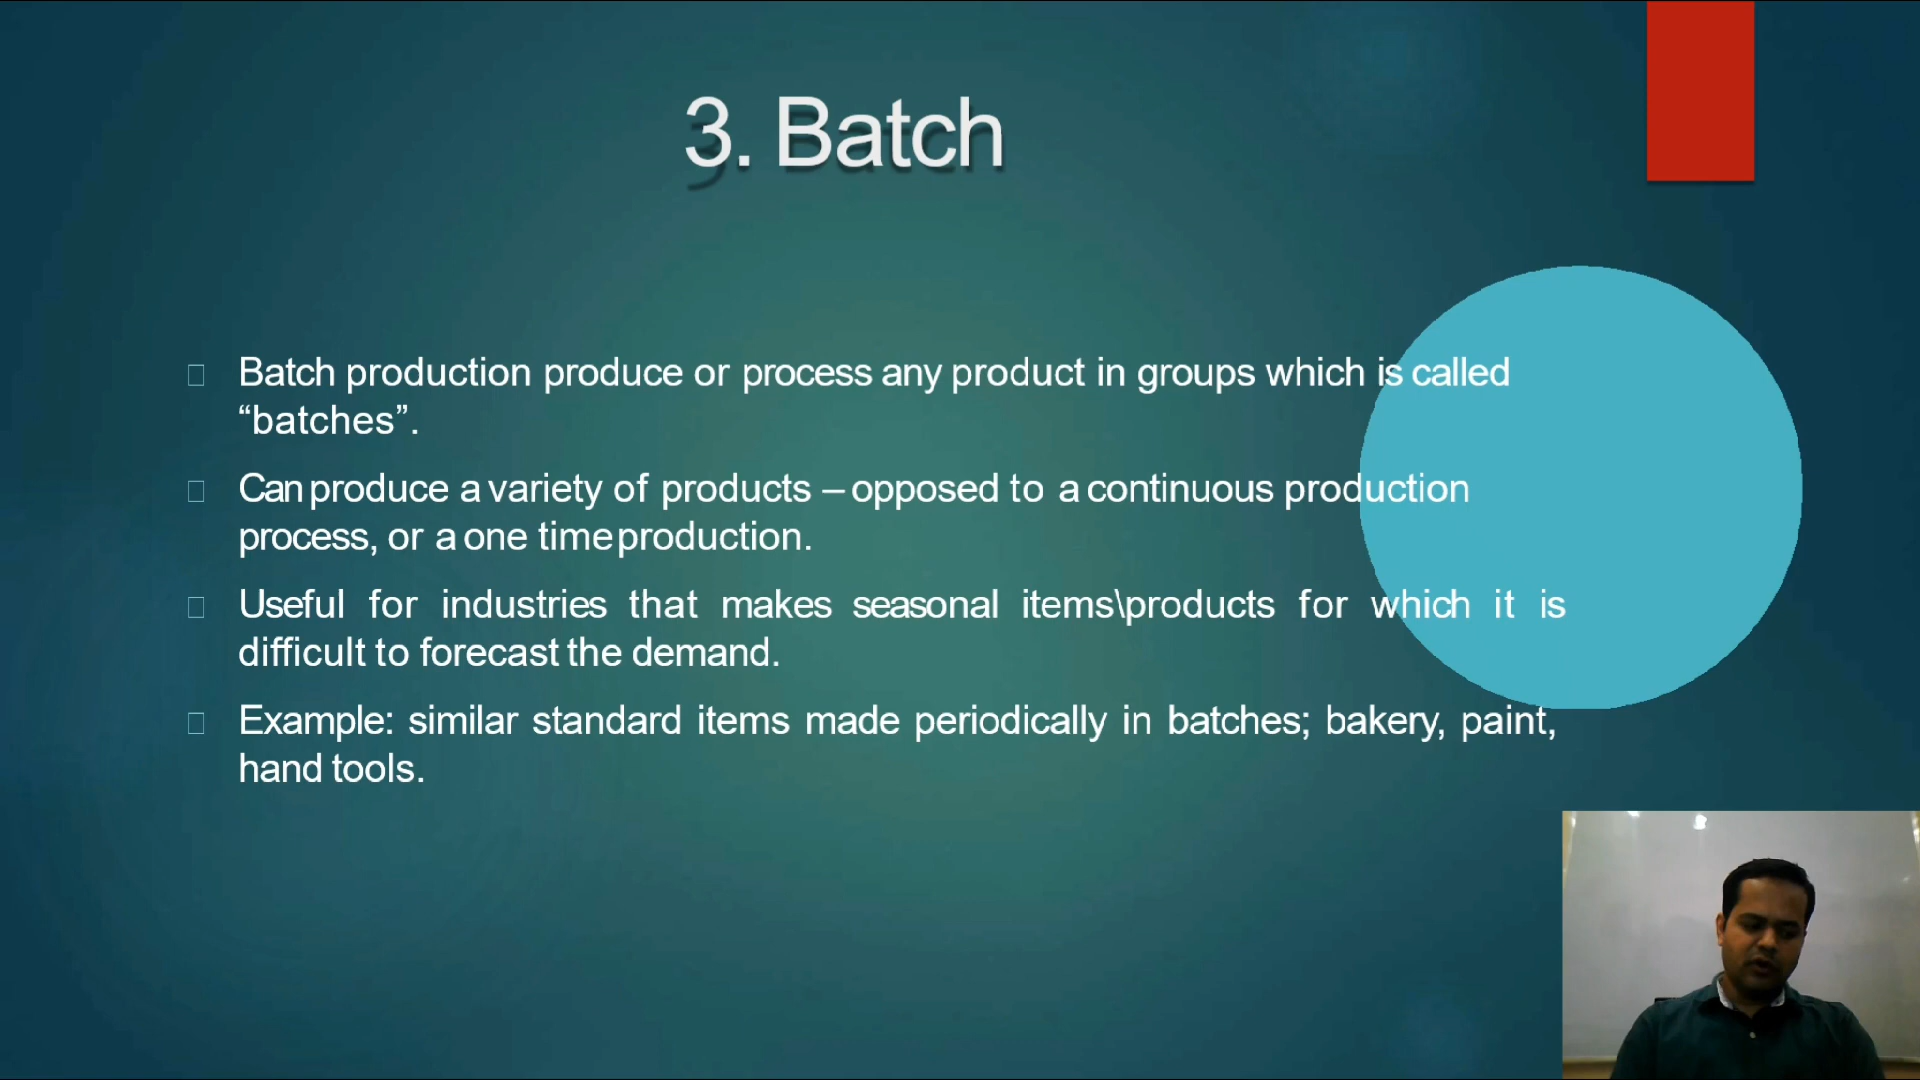 3. Batch
Batch production produce or process any product in groups which is called
“batches”.
Can produce a variety of products – opposed to a continuous production
process, or a one time production.
Useful for industries that makes seasonal items\products for which it is
difficult to forecast the demand.
Example: similar standard items made periodically in batches; bakery, paint,
hand tools.